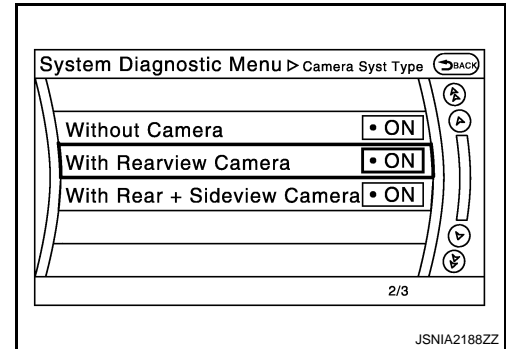 System Diagnostic Menu ▷ Camera Syst Type BACK
Without Camera • ON
With Rearview Camera • ON
With Rear + Sideview Camera • ON
2/3
JSNIA2188ZZ